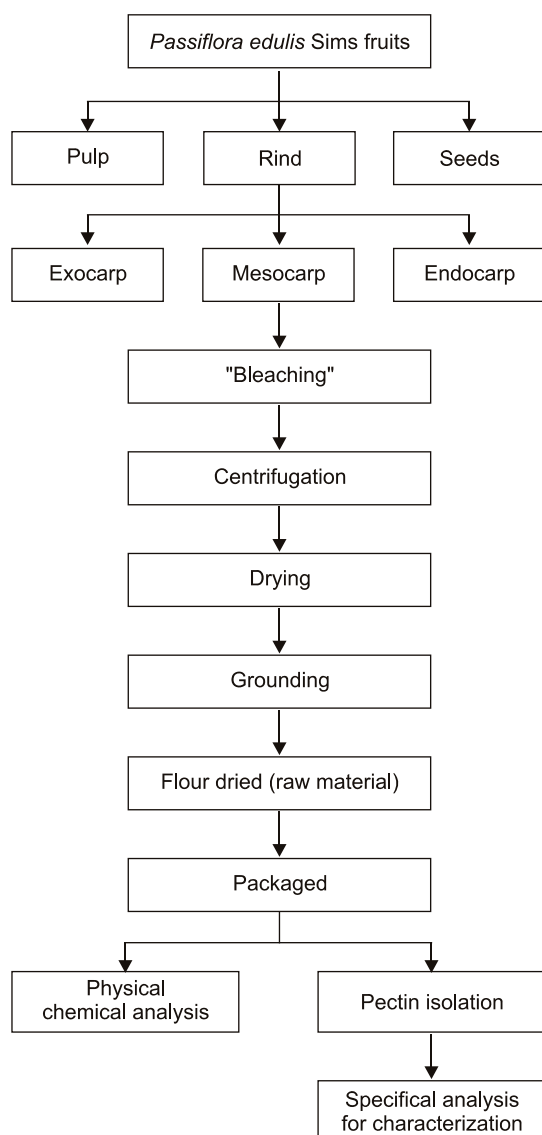 Passiflora edulis Sims fruits
Pulp
Rind
Seeds
Exocarp
Mesocarp
Endocarp
"Bleaching"
Centrifugation
Drying
Grounding
Flour dried (raw material)
Packaged
Physical
chemical analysis
Pectin isolation
Specifical analysis
for characterization